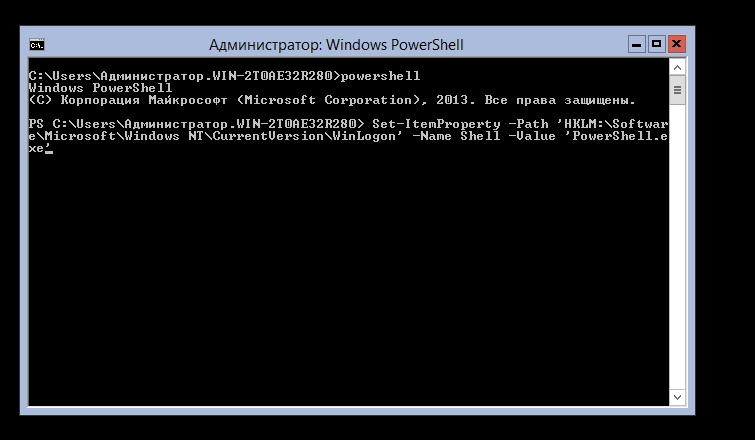 Администратор: Windows PowerShell
C:\Users\Администратор.WIN-2T0AE32R280>powershell
Windows PowerShell
(C) Корпорация Майкрософт (Microsoft Corporation), 2013. Все права защищены.
PS C:\Users\Администратор.WIN-2T0AE32R280> Set-ItemProperty -Path 'HKLM:\Softwar
e\Microsoft\Windows NT\CurrentVersion\WinLogon' -Name Shell -Value 'PowerShell.e
xe'